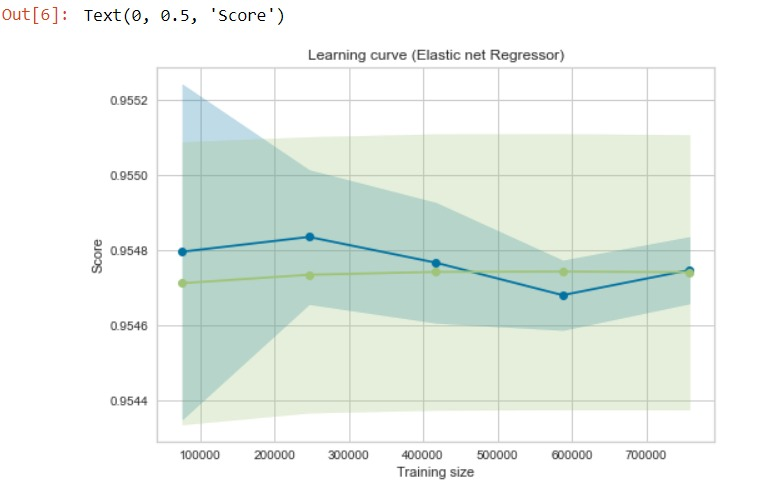 Out[6]: Text(0, 0.5, 'Score')
Learning curve (Elastic net Regressor)
0.9552
0.9550
0.9548
0.9546
0.9544
Score
100000 200000 300000 400000 500000 600000 700000
Training size